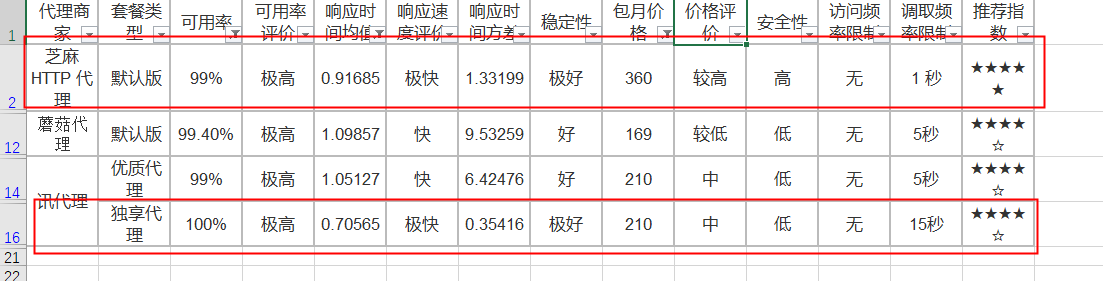 代理商家 套餐类型 可用率 可用率评价 响应时间均值 响应速度评价 响应时间方差 稳定性 包月价格 价格评价 安全性 访问频率限制 调取频率限制 推荐指数
1
2 芝麻HTTP 代理 默认版 99% 极高 0.91685 极快 1.33199 极好 360 较高 高 无 1 秒 ★★★★★
12 蘑菇代理 默认版 99.40% 极高 1.09857 快 9.53259 好 169 较低 低 无 5秒 ★★★★☆
14 讯代理 优质代理 99% 极高 1.05127 快 6.42476 好 210 中 低 无 5秒 ★★★★☆
16 独享代理 100% 极高 0.70565 极快 0.35416 极好 210 中 低 无 15秒 ★★★★☆
21
22